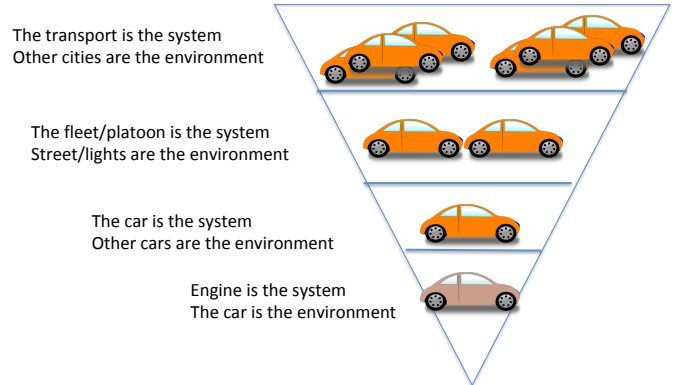 The transport is the system
Other cities are the environment
The fleet/platoon is the system
Street/lights are the environment
The car is the system
Other cars are the environment
Engine is the system
The car is the environment